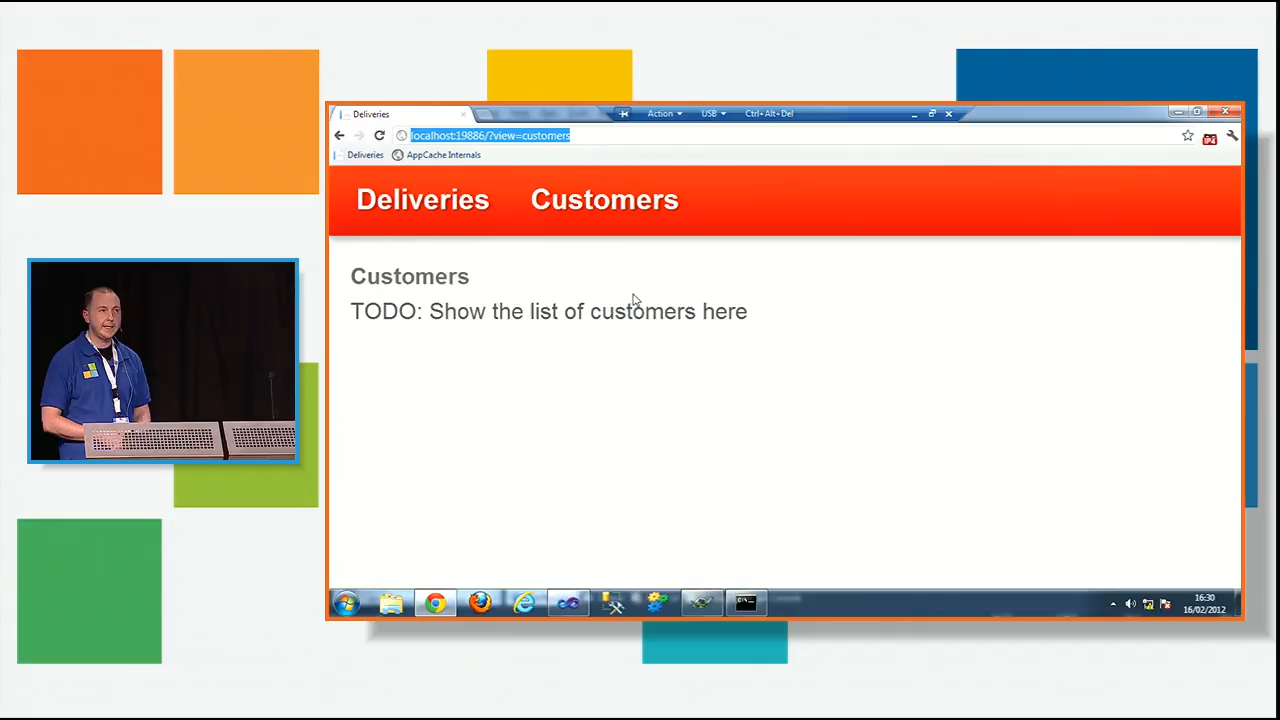 Deliveries
Action
USB
Ctrl+Alt+Del
localhost:19886/?view=customers
Deliveries
AppCache Internals
Deliveries
Customers
Customers
TODO: Show the list of customers here
16:30
16/02/2012